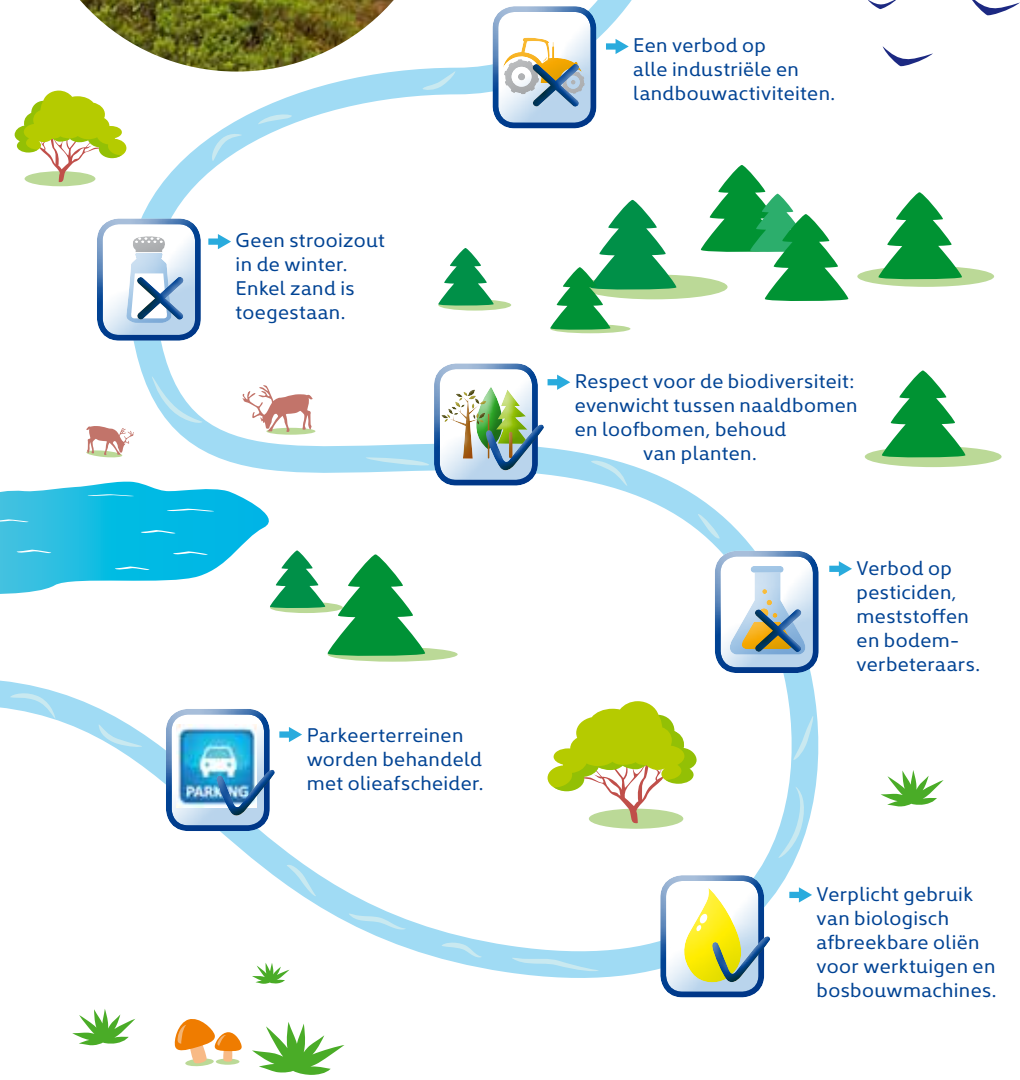 Een verbod op
alle industriële en
landbouwactiviteiten.
Geen strooizout
in de winter.
Enkel zand is
toegestaan.
Respect voor de biodiversiteit:
evenwicht tussen naaldbomen
en loofbomen, behoud
van planten.
Verbod op
pesticiden,
meststoffen
en bodem-
verbeteraars.
Parkeerterreinen
worden behandeld
met olieafscheider.
PARKING
Verplicht gebruik
van biologisch
afbreekbare oliën
voor werktuigen en
bosbouwmachines.